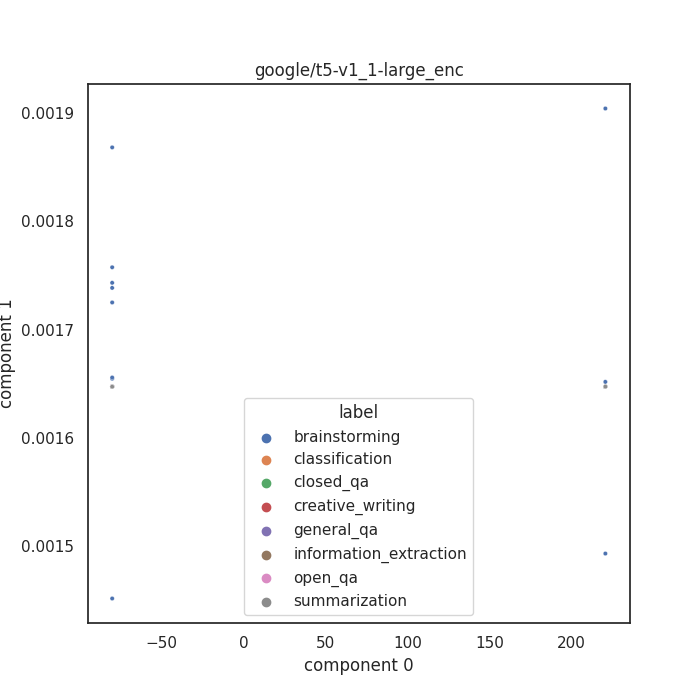 google/t5-v1_1-large_enc
0.0019
0.0018
0.0017
0.0016
0.0015
component 1
label
brainstorming
classification
closed_qa
creative_writing
general_qa
information_extraction
open_qa
summarization
−50
0
50
100
150
200
component 0